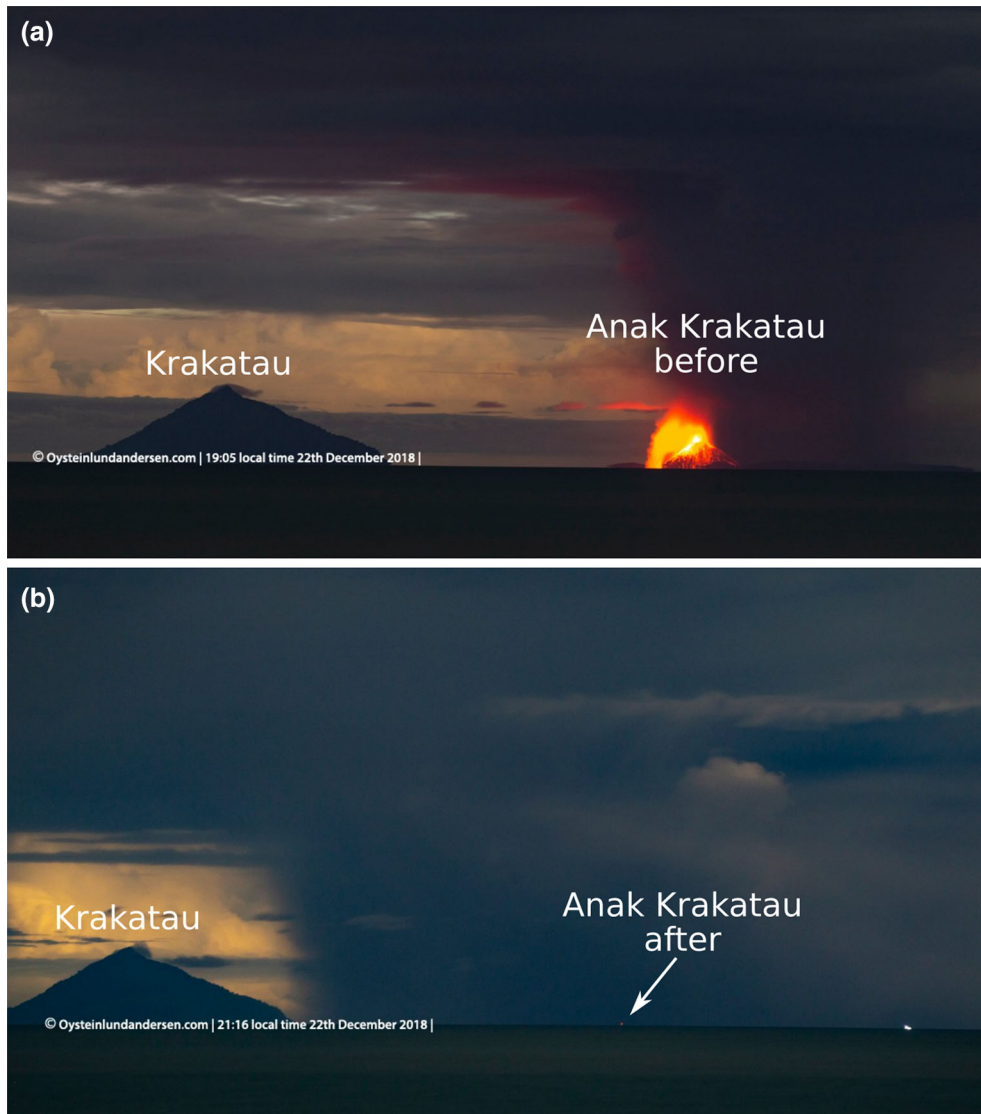 (a)
Anak Krakatau
before
Krakatau
© Oysteinlundandersen.com | 19:05 local time 22th December 2018 |
(b)
Krakatau
Anak Krakatau
after
© Oysteinlundandersen.com | 21:16 local time 22th December 2018 |